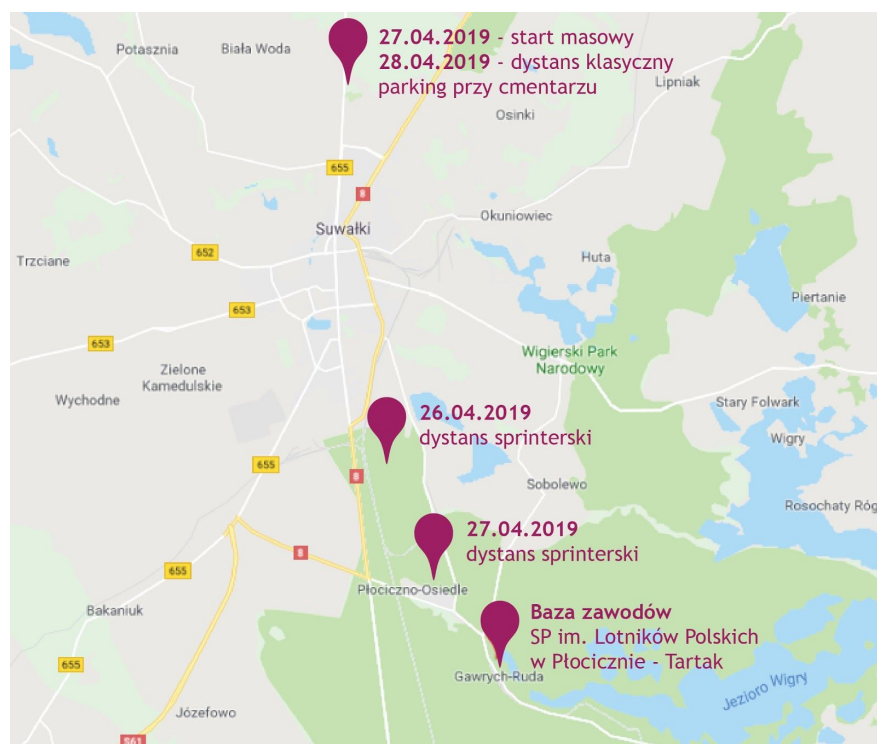 27.04.2019 - start masowy
28.04.2019 - dystans klasyczny
parking przy cmentarzu
Potasznia
Biała Woda
Lipniak
Osinki
655
8
Okuniowiec
Suwałki
652
Trzciane
Huta
Piertanie
653
653
Wigierski Park
Narodowy
Zielone
Kamedulskie
Wychodne
Stary Folwark
26.04.2019
dystans sprinterski
Wigry
655
8
Sobolewo
Rosochaty Róg
27.04.2019
dystans sprinterski
8
655
Płociczno-Osiedle
Bakaniuk
Baza zawodów
SP im. Lotników Polskich
w Płocicznie - Tartak
655
Gawrych-Ruda
Jezioro Wigry
Józefowo
S61